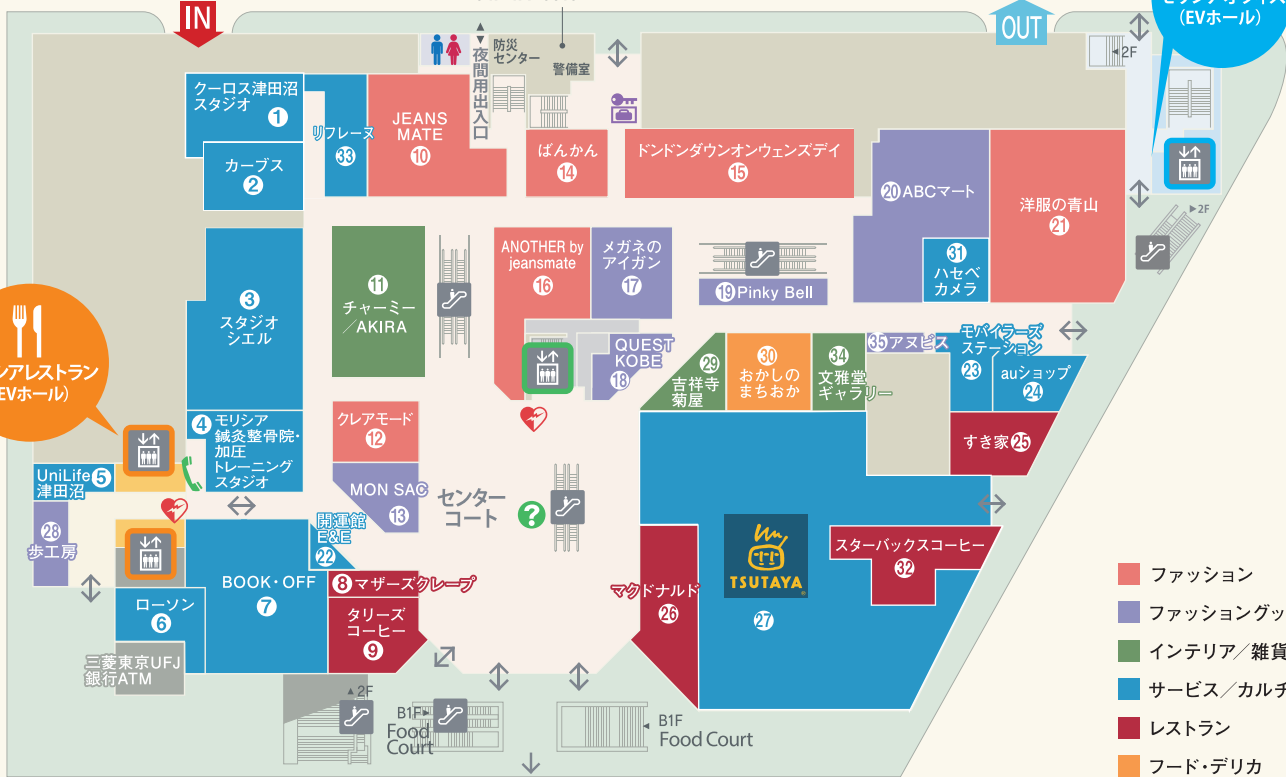 IN
OUT
(EVホール)
2F
防災
センター
警備室
夜間用出入口
クーロス津田沼
スタジオ
1
カーブス
2
リフレーヌ
33
JEANS
MATE
10
ばんかん
14
ドンドンダウンオンウェンズデイ
15
20 ABCマート
洋服の青山
21
31
ハセベ
カメラ
2F
3
スタジオ
シエル
11
チャーミー
/AKIRA
ANOTHER by
jeansmate
16
メガネの
アイガン
17
19 Pinky Bell
QUEST
KOBE
18
29
吉祥寺
菊屋
30
おかしの
まちおか
34
文雅堂
ギャラリー
35 アヌビス
モバイラーズ
ステーション
23
auショップ
24
すき家 25
ンアレストラン
EVホール)
4 モリシア
鍼灸整骨院・
加圧
トレーニング
スタジオ
クレアモード
12
MON SAC
13
センター
コート
?
UniLife 5
津田沼
28
歩工房
開運館
E&E
22
BOOK・OFF
7
8 マザーズクレープ
タリーズ
コーヒー
9
ローソン
6
三菱東京UFJ
銀行ATM
マクドナルド
26
TSUTAYA
27
スターバックスコーヒー
32
2F
B1F
Food
Court
B1F
Food Court
ファッション
ファッショングッ
インテリア/雑貨
サービス/カルチ
レストラン
フード・デリカ